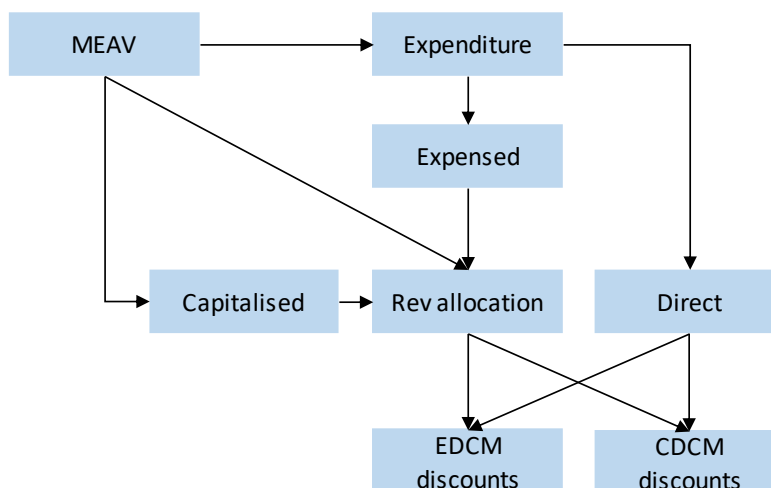 MEAV
Expenditure
Expensed
Capitalised
Rev allocation
Direct
EDCM
discounts
CDCM
discounts